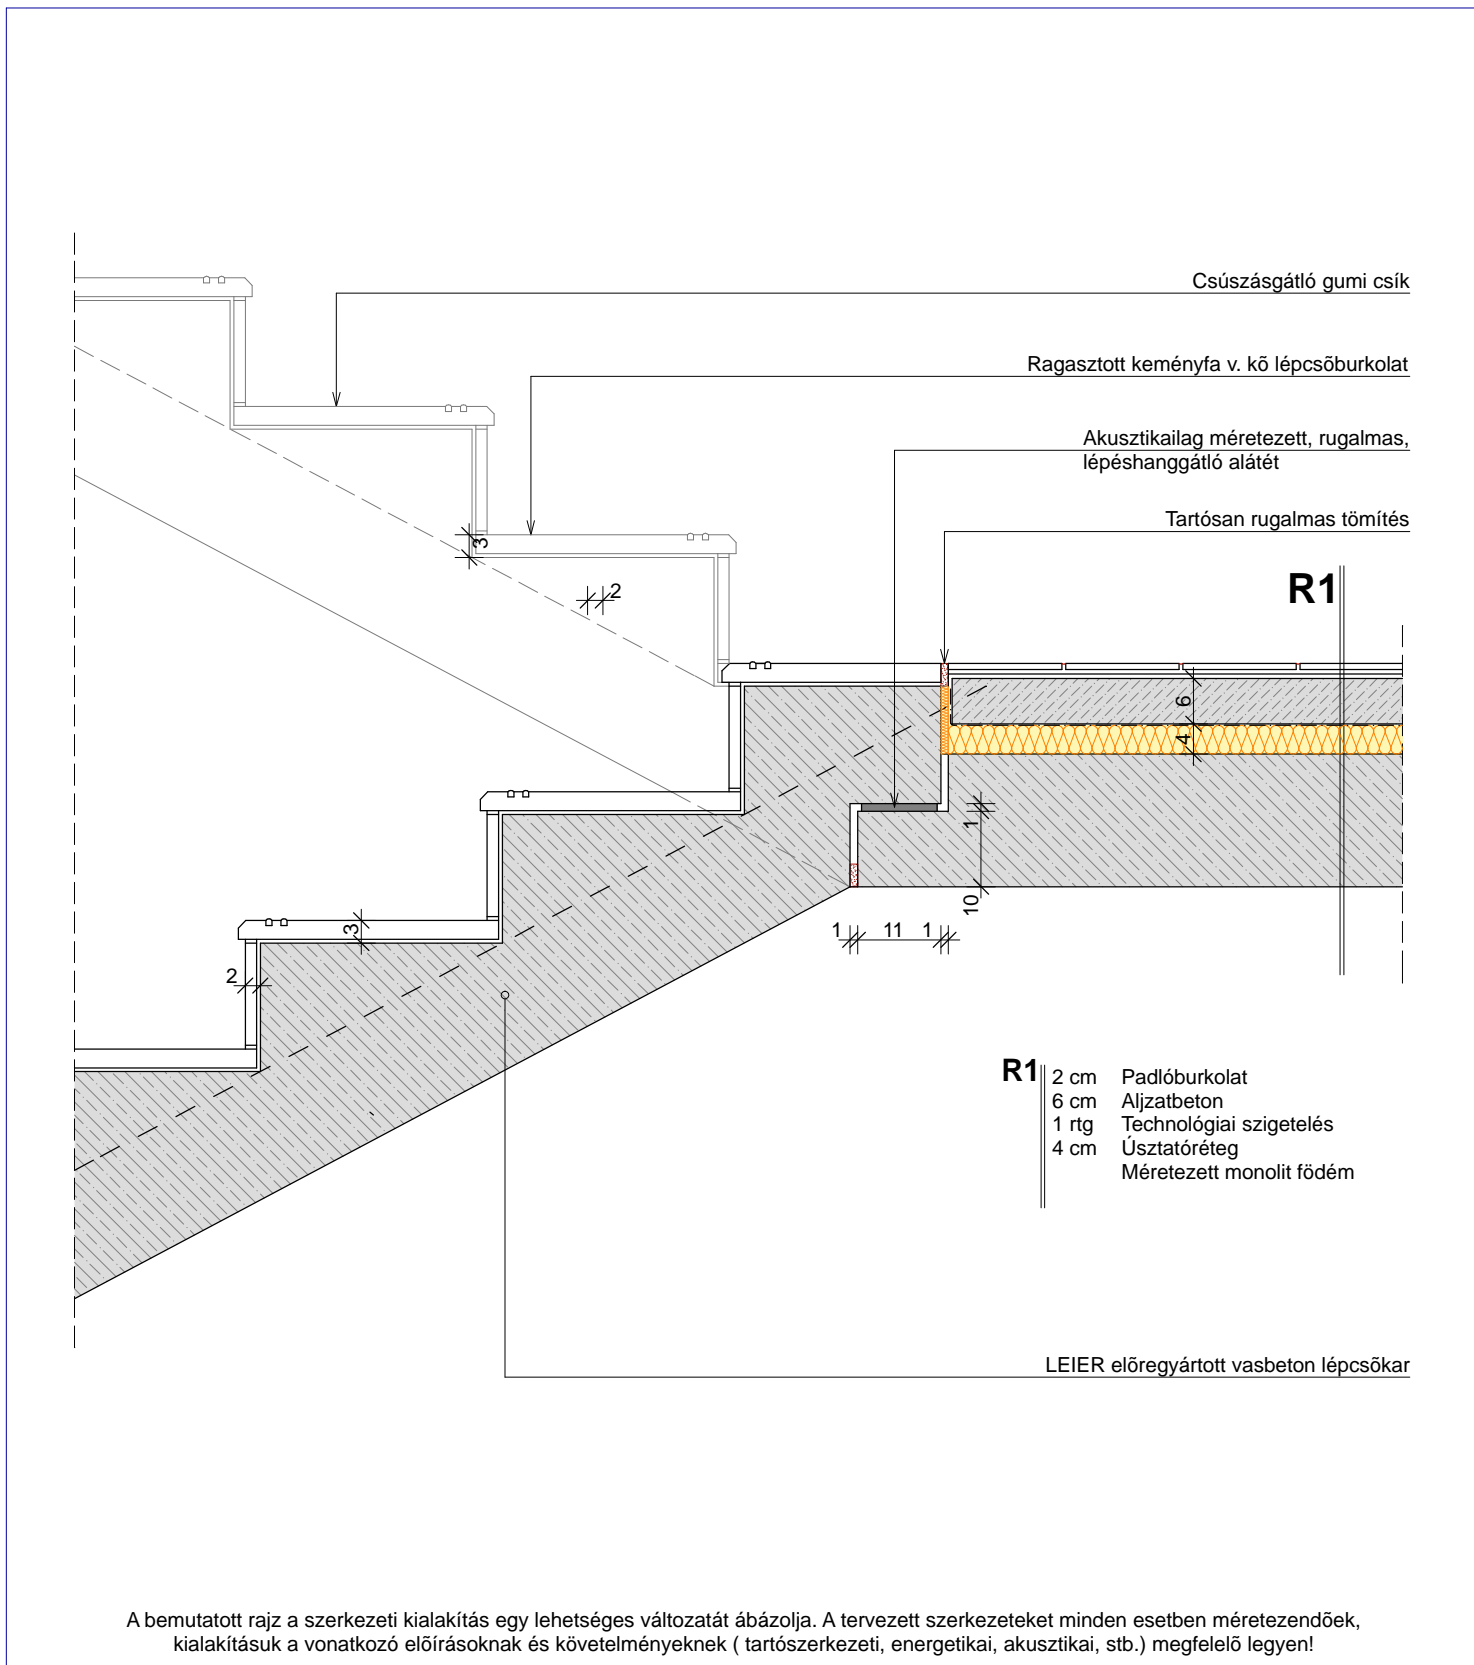 Csúszásgátló gumi csík
Ragasztott keményfa v. kõ lépcsõburkolat
Akusztikailag méretezett, rugalmas,
lépéshanggátló alátét
Tartósan rugalmas tömítés
3
R1
2
6
4
1
10
1 11 1
3
2
R1
2 cm Padlóburkolat
6 cm Aljzatbeton
1 rtg Technológiai szigetelés
4 cm Úsztatóréteg
Méretezett monolit födém
LEIER elõregyártott vasbeton lépcsõkar
A bemutatott rajz a szerkezeti kialakítás egy lehetséges változatát ábázolja. A tervezett szerkezeteket minden esetben méretezendõek,
kialakításuk a vonatkozó elõírásoknak és követelményeknek ( tartószerkezeti, energetikai, akusztikai, stb.) megfelelõ legyen!